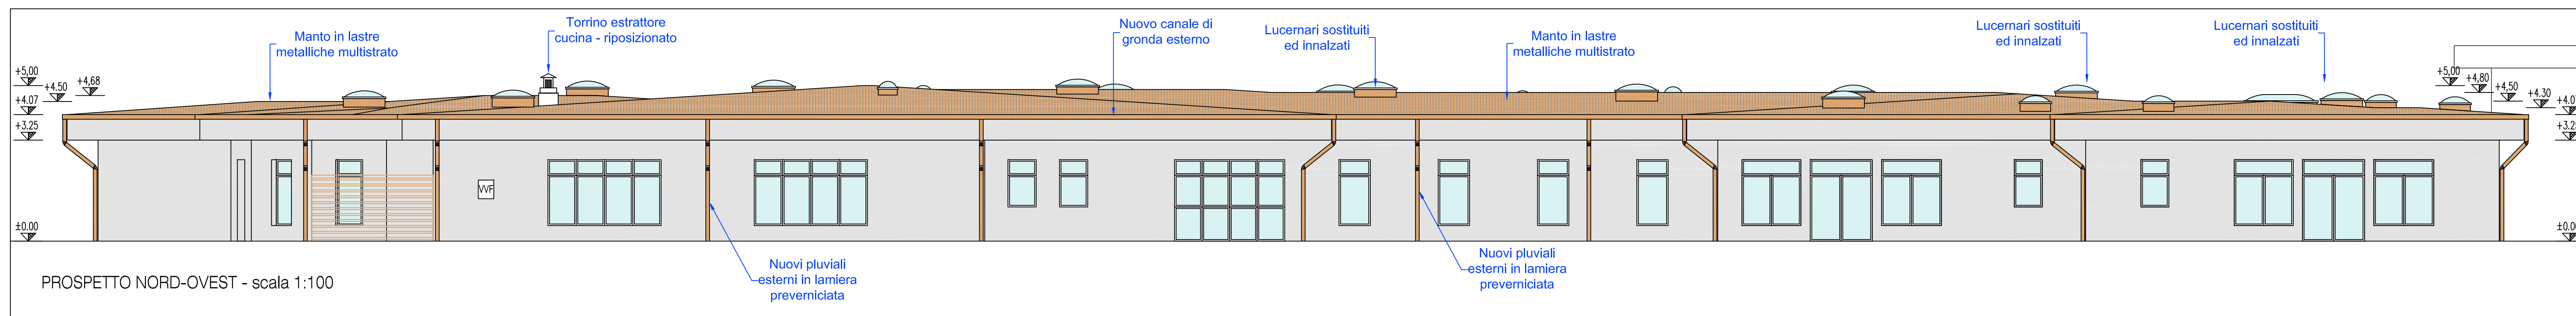 Manto in lastre
metalliche multistrato
Torrino estrattore
cucina - riposizionato
Nuovo canale di
gronda esterno
Lucernari sostituiti
ed innalzati
Manto in lastre
metalliche multistrato
Lucernari sostituiti
ed innalzati
Lucernari sostituiti
ed innalzati
+5,00
+4,50
+4,68
+4.07
+3.25
±0.00
+5,00
+4,80
+4,50
+4.30
VVF
Nuovi pluviali
esterni in lamiera
preverniciata
Nuovi pluviali
esterni in lamiera
preverniciata
PROSPETTO NORD-OVEST - scala 1:100